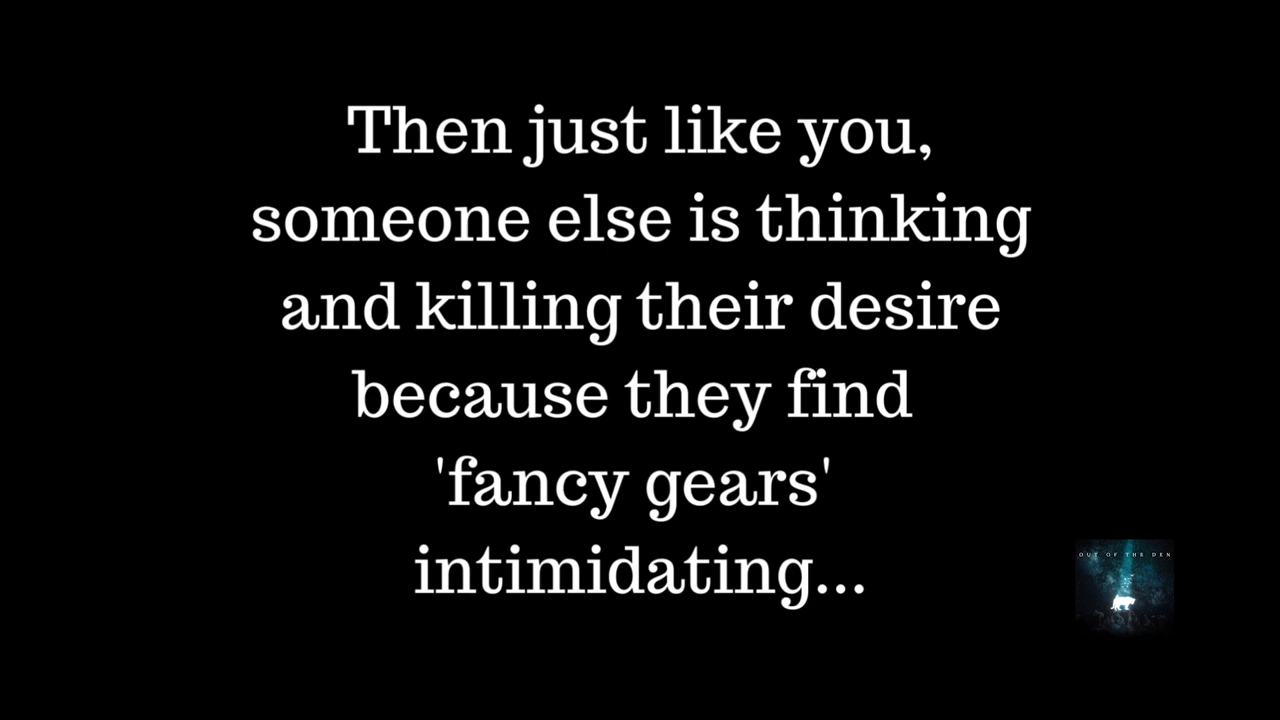 Then just like you,
someone else is thinking
and killing their desire
because they find
'fancy gears'
intimidating...
OUT OF THE DEN